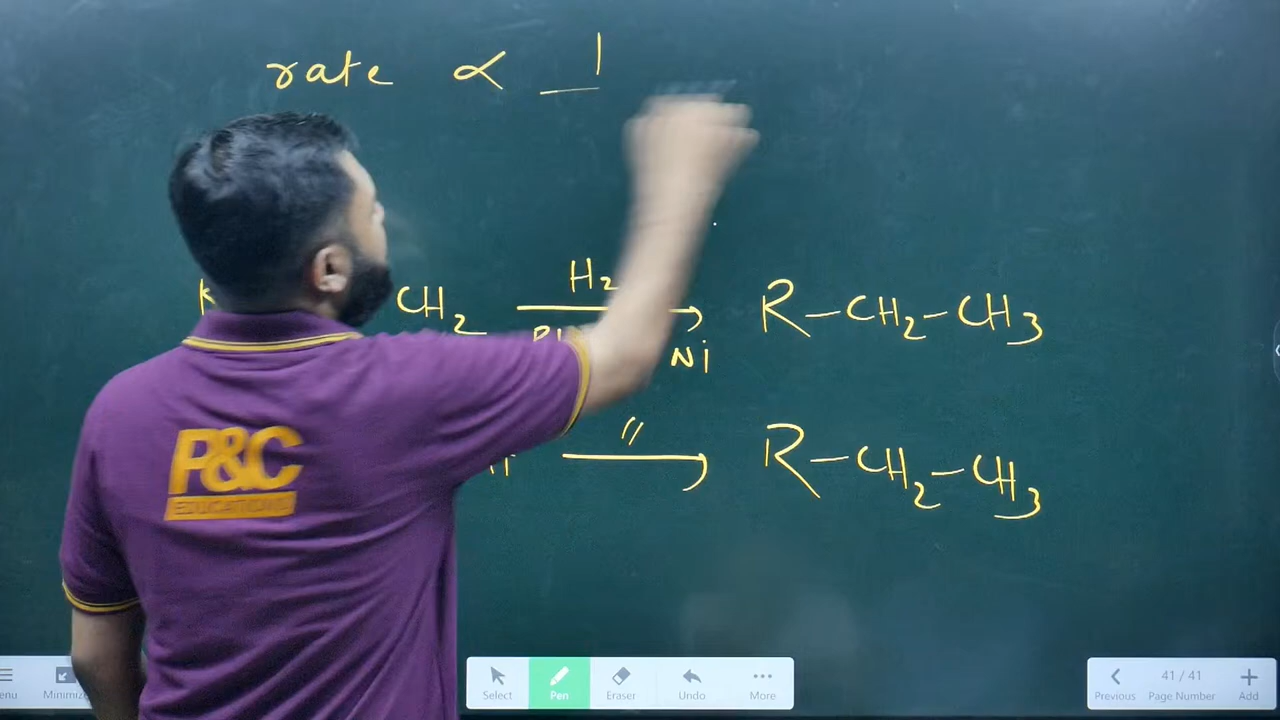 rate ∝ 1
CH₂ H₂ Ni R-CH₂-CH₃
〃 R-CH₂-CH₃
P&C
EDUCATIONS
Select Pen Eraser Undo More
41 / 41
Previous Page Number Add